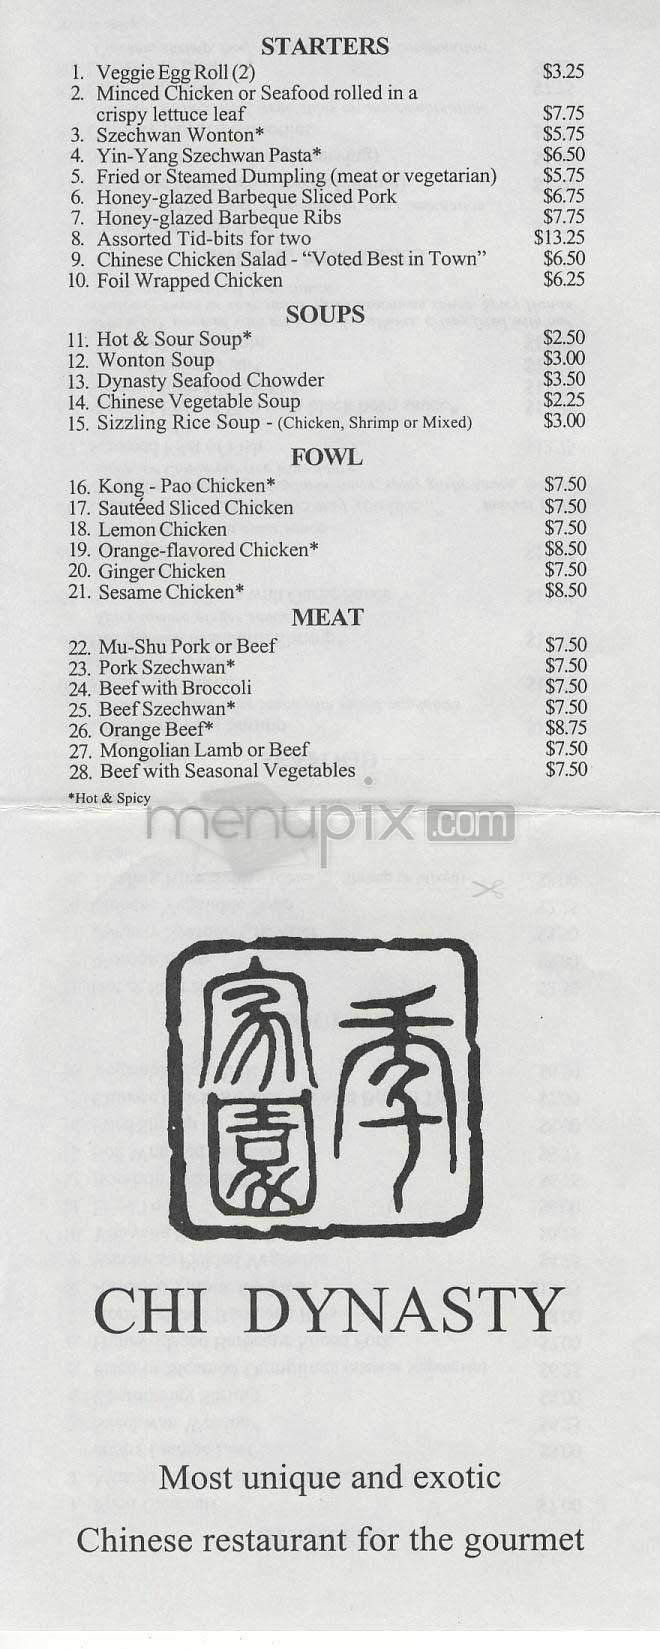 STARTERS
1. Veggie Egg Roll (2) $3.25
2. Minced Chicken or Seafood rolled in a
crispy lettuce leaf $7.75
3. Szechwan Wonton* $5.75
4. Yin-Yang Szechwan Pasta* $6.50
5. Fried or Steamed Dumpling (meat or vegetarian) $5.75
6. Honey-glazed Barbeque Sliced Pork $6.75
7. Honey-glazed Barbeque Ribs $7.75
8. Assorted Tid-bits for two $13.25
9. Chinese Chicken Salad - “Voted Best in Town” $6.50
10. Foil Wrapped Chicken $6.25
SOUPS
11. Hot & Sour Soup* $2.50
12. Wonton Soup $3.00
13. Dynasty Seafood Chowder $3.50
14. Chinese Vegetable Soup $2.25
15. Sizzling Rice Soup - (Chicken, Shrimp or Mixed) $3.00
FOWL
16. Kong - Pao Chicken* $7.50
17. Sautéed Sliced Chicken $7.50
18. Lemon Chicken $7.50
19. Orange-flavored Chicken* $8.50
20. Ginger Chicken $7.50
21. Sesame Chicken* $8.50
MEAT
22. Mu-Shu Pork or Beef $7.50
23. Pork Szechwan* $7.50
24. Beef with Broccoli $7.50
25. Beef Szechwan* $7.50
26. Orange Beef* $8.75
27. Mongolian Lamb or Beef $7.50
28. Beef with Seasonal Vegetables $7.50
*Hot & Spicy
menupix.com
季
家園
CHI DYNASTY
Most unique and exotic
Chinese restaurant for the gourmet